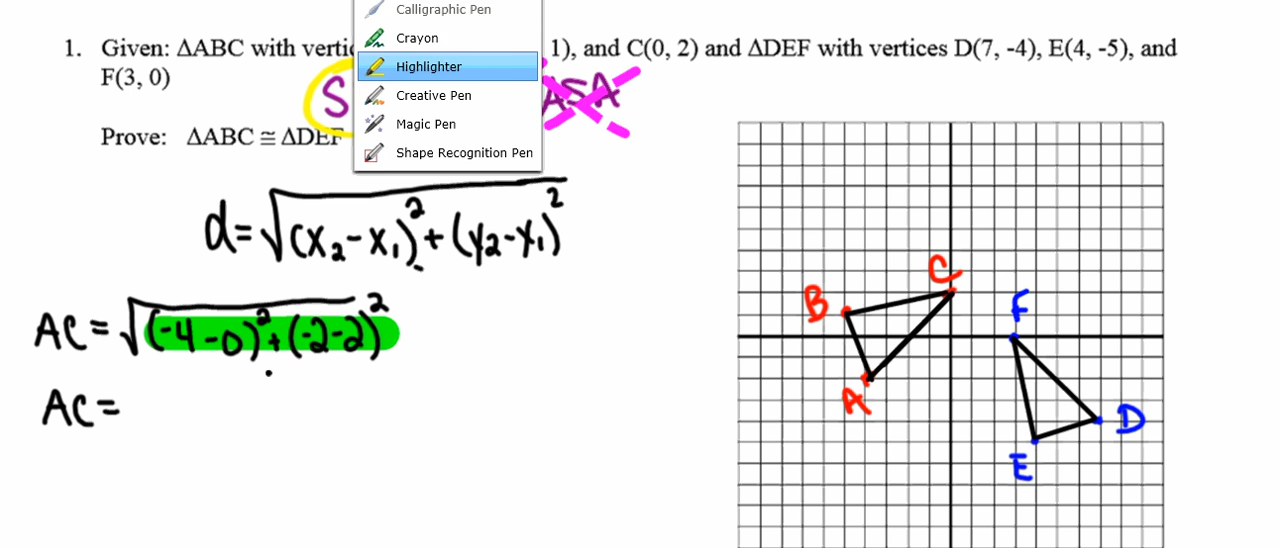 Calligraphic Pen
Crayon
Highlighter
Creative Pen
Magic Pen
Shape Recognition Pen
1. Given: ΔABC with 1), and C(0, 2) and ΔDEF with vertices D(7, -4), E(4, -5), and
F(3, 0)
S ASA
Prove: ΔABC ≅ ΔDEF
d=√(x₂-x₁)²+(y₂-y₁)²
AC=√(-4-0)²+(-2-2)²
AC=
B
C
A
F
D
E